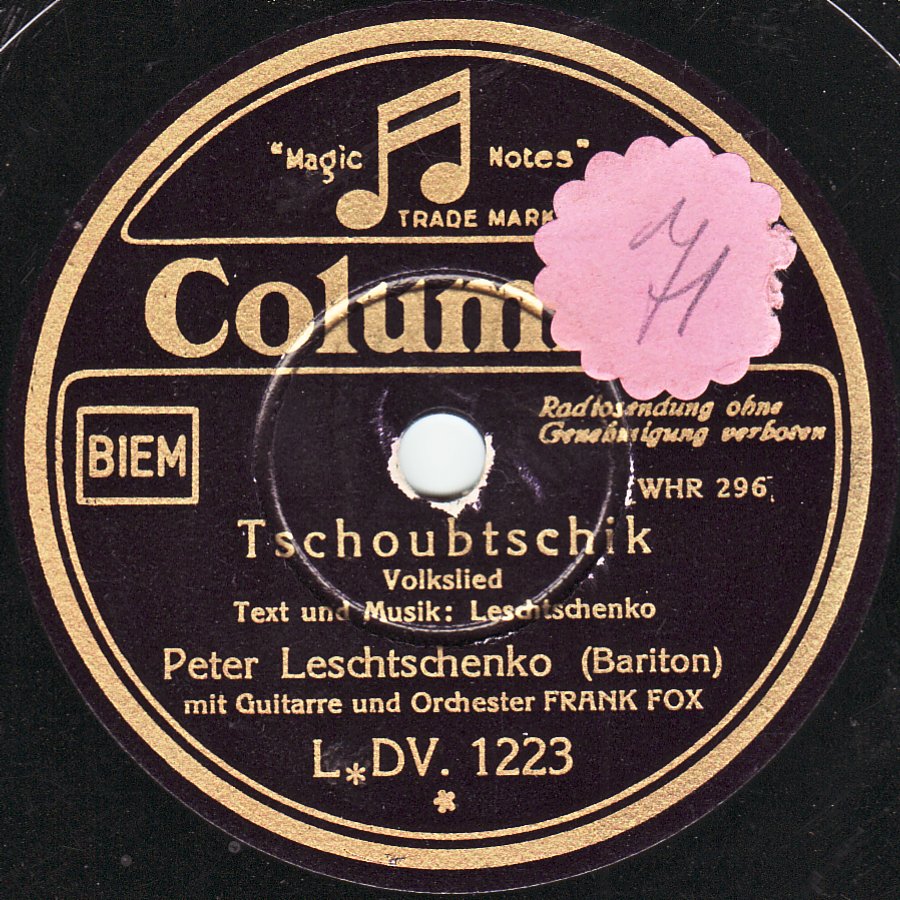 "Magic Notes"
TRADE MARK
Colum
Radiosendung ohne
Genehmigung verboten
BIEM
WHR 296
Tschoubtschik
Volkslied
Text und Musik: Leschtschenko
Peter Leschtschenko (Bariton)
mit Guitarre und Orchester FRANK FOX
L*DV. 1223
*